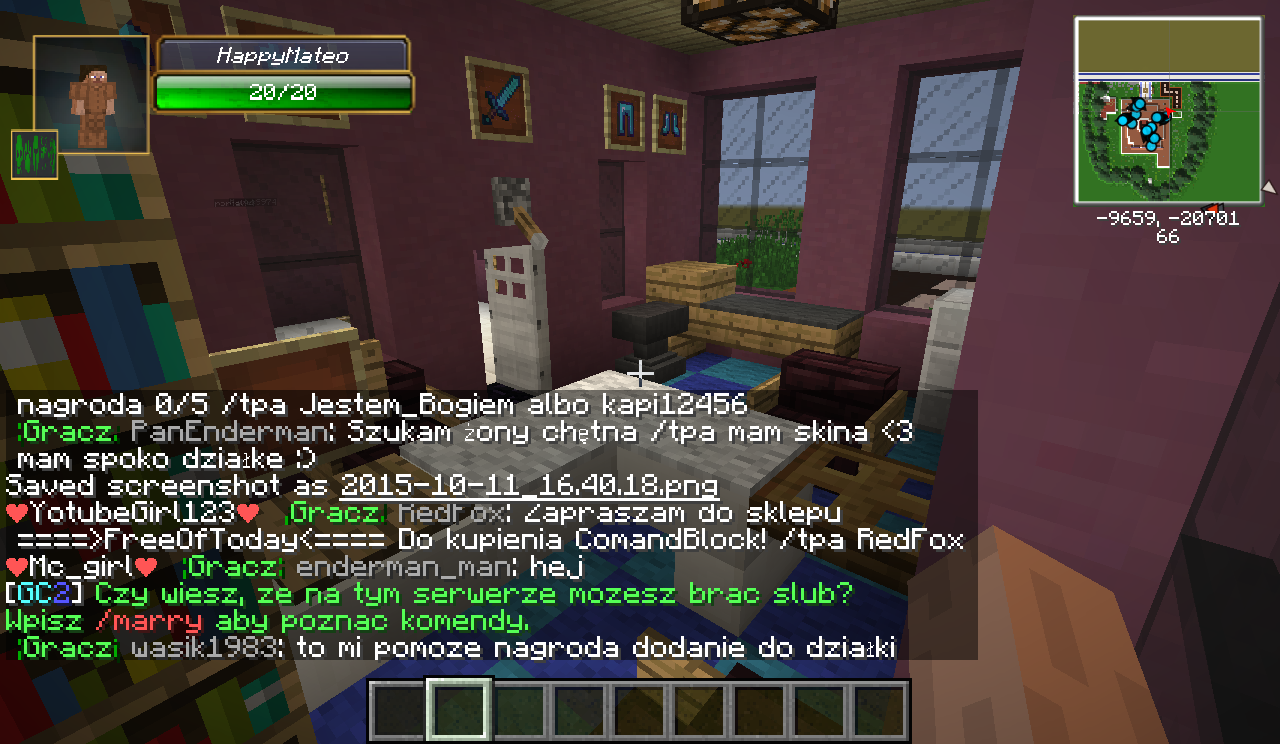 HappyMateo
20/20
-9659, -20701
66
nagroda 0/5 /tpa Jestem_Bogiem albo kapi12456
¦Gracz¦ PanEnderman: Szukam żony chętna /tpa mam skina <3
mam spoko działke :)
Saved screenshot as 2015-10-11_16.40.18.png
♥YotubeGirl123♥ ¦Gracz¦ RedFox: Zapraszam do sklepu
====>FreeOfToday<==== Do kupienia ComandBlock! /tpa RedFox
♥Mc_girl♥ ¦Gracz¦ enderman_man: hej
[GC2] Czy wiesz, ze na tym serwerze mozesz brac slub?
Wpisz /marry aby poznac komendy.
¦Gracz¦ wasik1983: to mi pomoze nagroda dodanie do działki